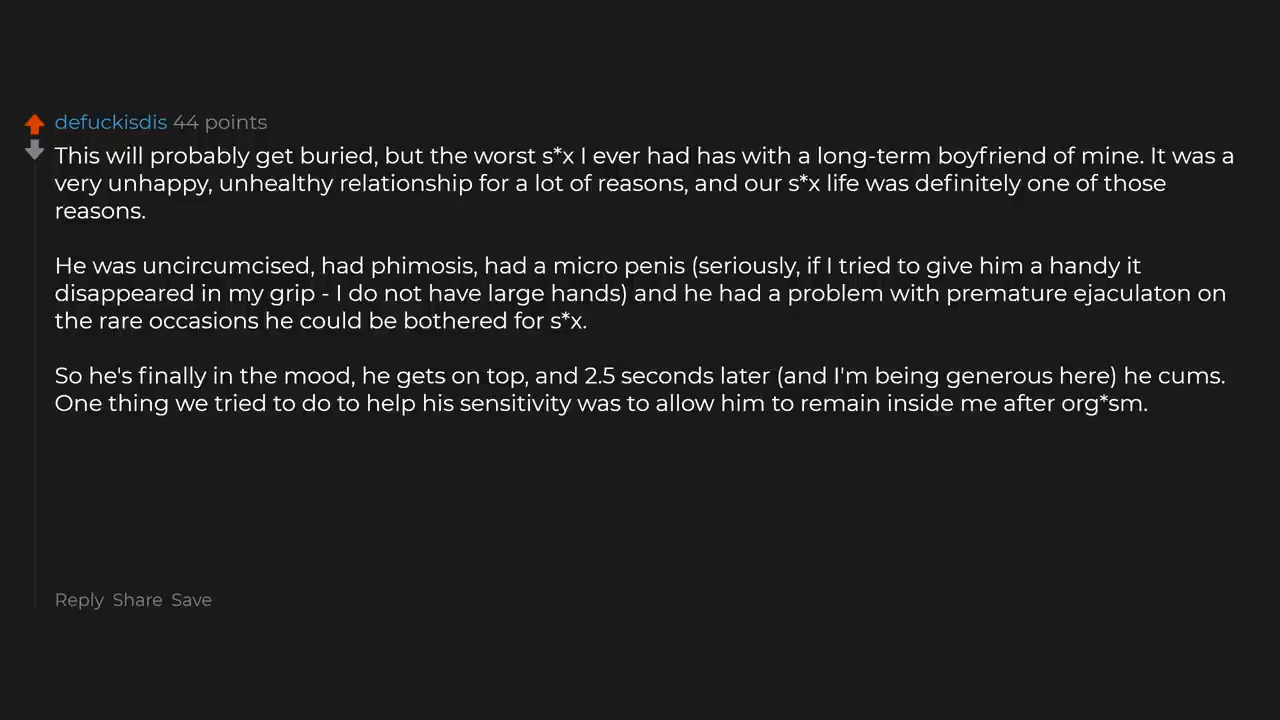 defuckisdis 44 points
This will probably get buried, but the worst s*x I ever had has with a long-term boyfriend of mine. It was a
very unhappy, unhealthy relationship for a lot of reasons, and our s*x life was definitely one of those
reasons.
He was uncircumcised, had phimosis, had a micro penis (seriously, if I tried to give him a handy it
disappeared in my grip - I do not have large hands) and he had a problem with premature ejaculaton on
the rare occasions he could be bothered for s*x.
So he's finally in the mood, he gets on top, and 2.5 seconds later (and I'm being generous here) he cums.
One thing we tried to do to help his sensitivity was to allow him to remain inside me after org*sm.
Reply Share Save